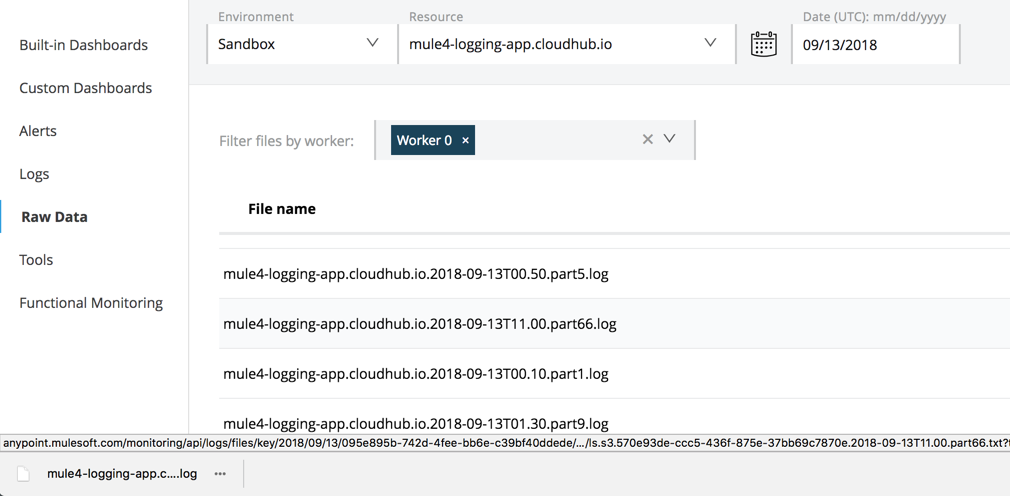 Environment Resource Date (UTC): mm/dd/yyyy
Sandbox mule4-logging-app.cloudhub.io 09/13/2018
Built-in Dashboards
Custom Dashboards
Alerts
Logs
Raw Data
Tools
Functional Monitoring
Filter files by worker: Worker 0 ×
File name
mule4-logging-app.cloudhub.io.2018-09-13T00.50.part5.log
mule4-logging-app.cloudhub.io.2018-09-13T11.00.part66.log
mule4-logging-app.cloudhub.io.2018-09-13T00.10.part1.log
mule4-logging-app.cloudhub.io.2018-09-13T01.30.part9.log
anypoint.mulesoft.com/monitoring/api/logs/files/key/2018/09/13/095e895b-742d-4fee-bb6e-c39bf40ddede/.../ls.s3.570e93de-ccc5-436f-875e-37bb69c7870e.2018-09-13T11.00.part66.txt?
mule4-logging-app.c....log